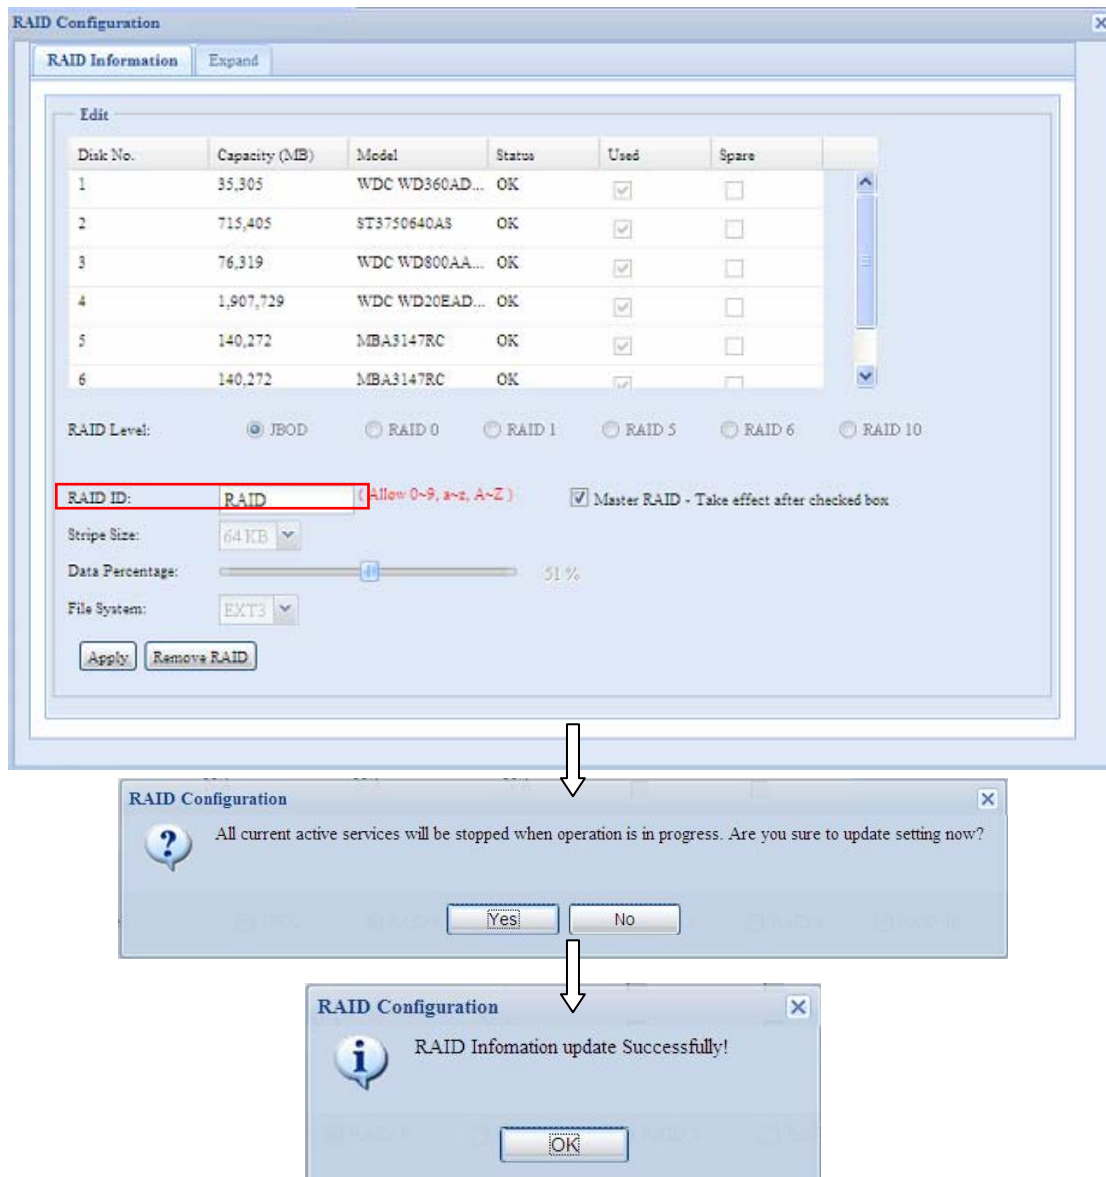 RAID Configuration
RAID Information Expand
Edit
Disk No. Capacity (MB) Model Status Used Spare
1 35,305 WDC WD360AD... OK
2 715,405 ST3750640AS OK
3 76,319 WDC WD800AA... OK
4 1,907,729 WDC WD20EAD... OK
5 140,272 MBA3147RC OK
6 140,272 MBA3147RC OK
RAID Level: JBOD RAID 0 RAID 1 RAID 5 RAID 6 RAID 10
RAID ID: RAID ( Allow 0~9, a~z, A~Z ) Master RAID - Take effect after checked box
Stripe Size: 64 KB
Data Percentage: 51 %
File System: EXT3
Apply Remove RAID
RAID Configuration
All current active services will be stopped when operation is in progress. Are you sure to update setting now?
Yes No
RAID Configuration
RAID Infomation update Successfully!
OK